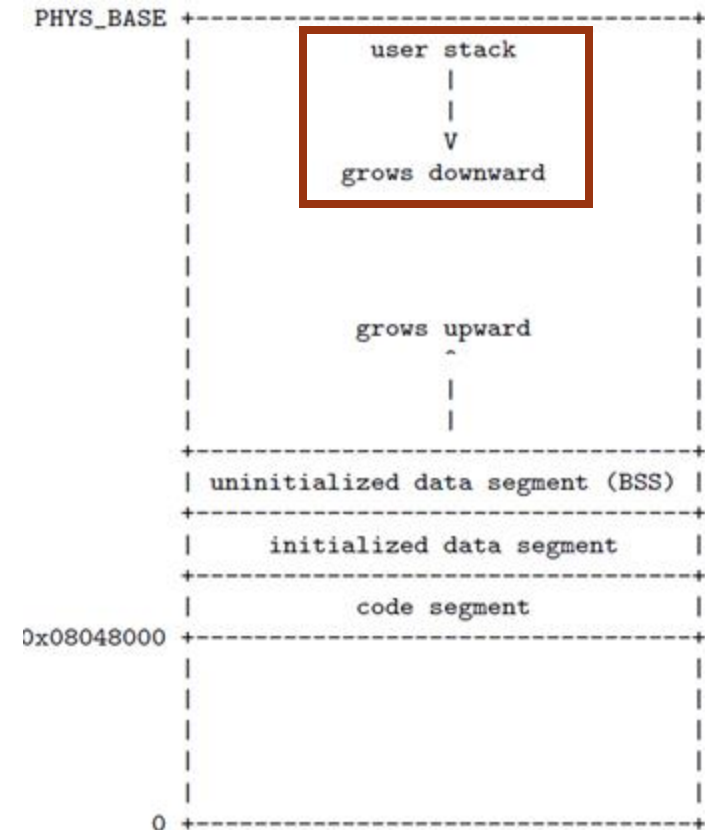 PHYS_BASE +----------------------------------+
| user stack |
| | |
| | |
| V |
| grows downward |
| |
| |
| |
| |
| grows upward |
| ^ |
| | |
| | |
+----------------------------------+
| uninitialized data segment (BSS) |
+----------------------------------+
| initialized data segment |
+----------------------------------+
| code segment |
0x08048000 +----------------------------------+
| |
| |
| |
| |
| |
0 +----------------------------------+